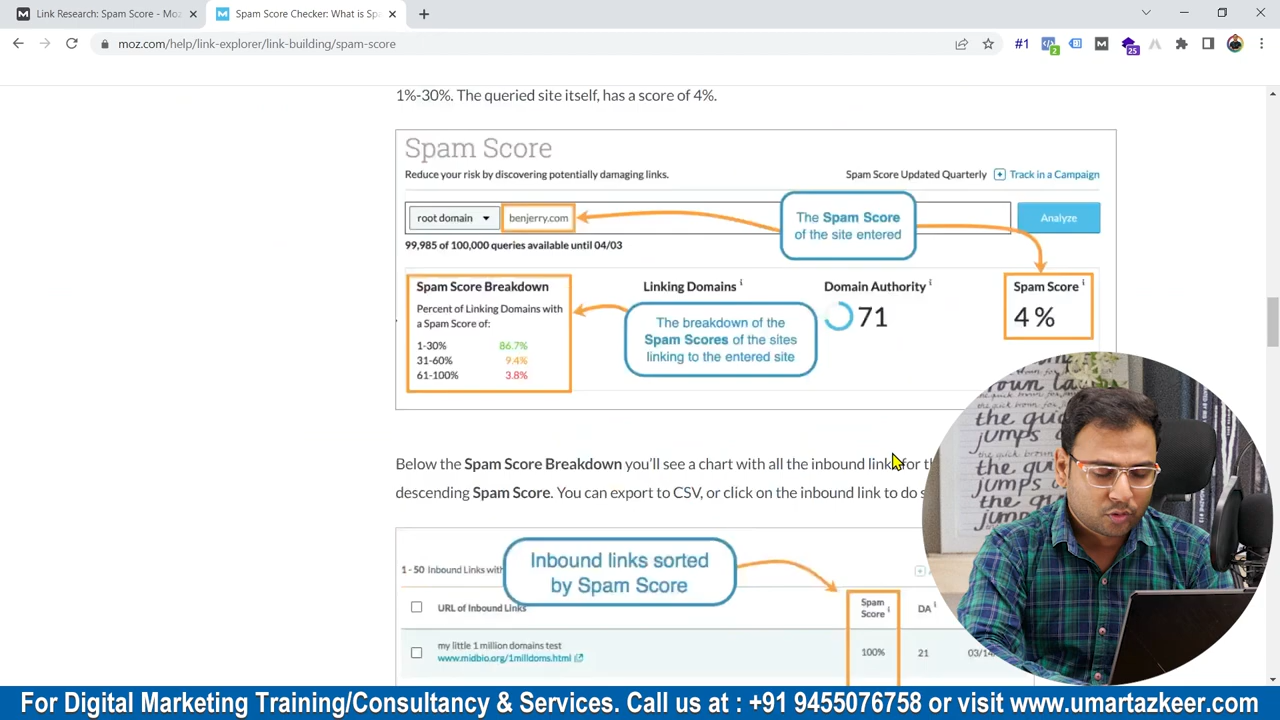 Link Research: Spam Score - Moz
Spam Score Checker: What is Sp
moz.com/help/link-explorer/link-building/spam-score
#1
2
25
1%-30%. The queried site itself, has a score of 4%.
Spam Score
Reduce your risk by discovering potentially damaging links.
Spam Score Updated Quarterly
Track in a Campaign
root domain
benjerry.com
The Spam Score
of the site entered
Analyze
99,985 of 100,000 queries available until 04/03
Spam Score Breakdown
Percent of Linking Domains with
a Spam Score of:
1-30% 86.7%
31-60% 9.4%
61-100% 3.8%
Linking Domains
The breakdown of the
Spam Scores of the sites
linking to the entered site
Domain Authority
71
Spam Score
4 %
Below the Spam Score Breakdown you'll see a chart with all the inbound links for
descending Spam Score. You can export to CSV, or click on the inbound link to do
Inbound links sorted
by Spam Score
1 - 50 Inbound Links with
URL of Inbound Links
Spam
Score
DA
my little 1 million domains test
www.midbio.org/1milldoms.html
100%
21
03/14
the quick
jumps
For Digital Marketing Training/Consultancy & Services. Call us at : +91 9455076758 or visit www.umartazkeer.com